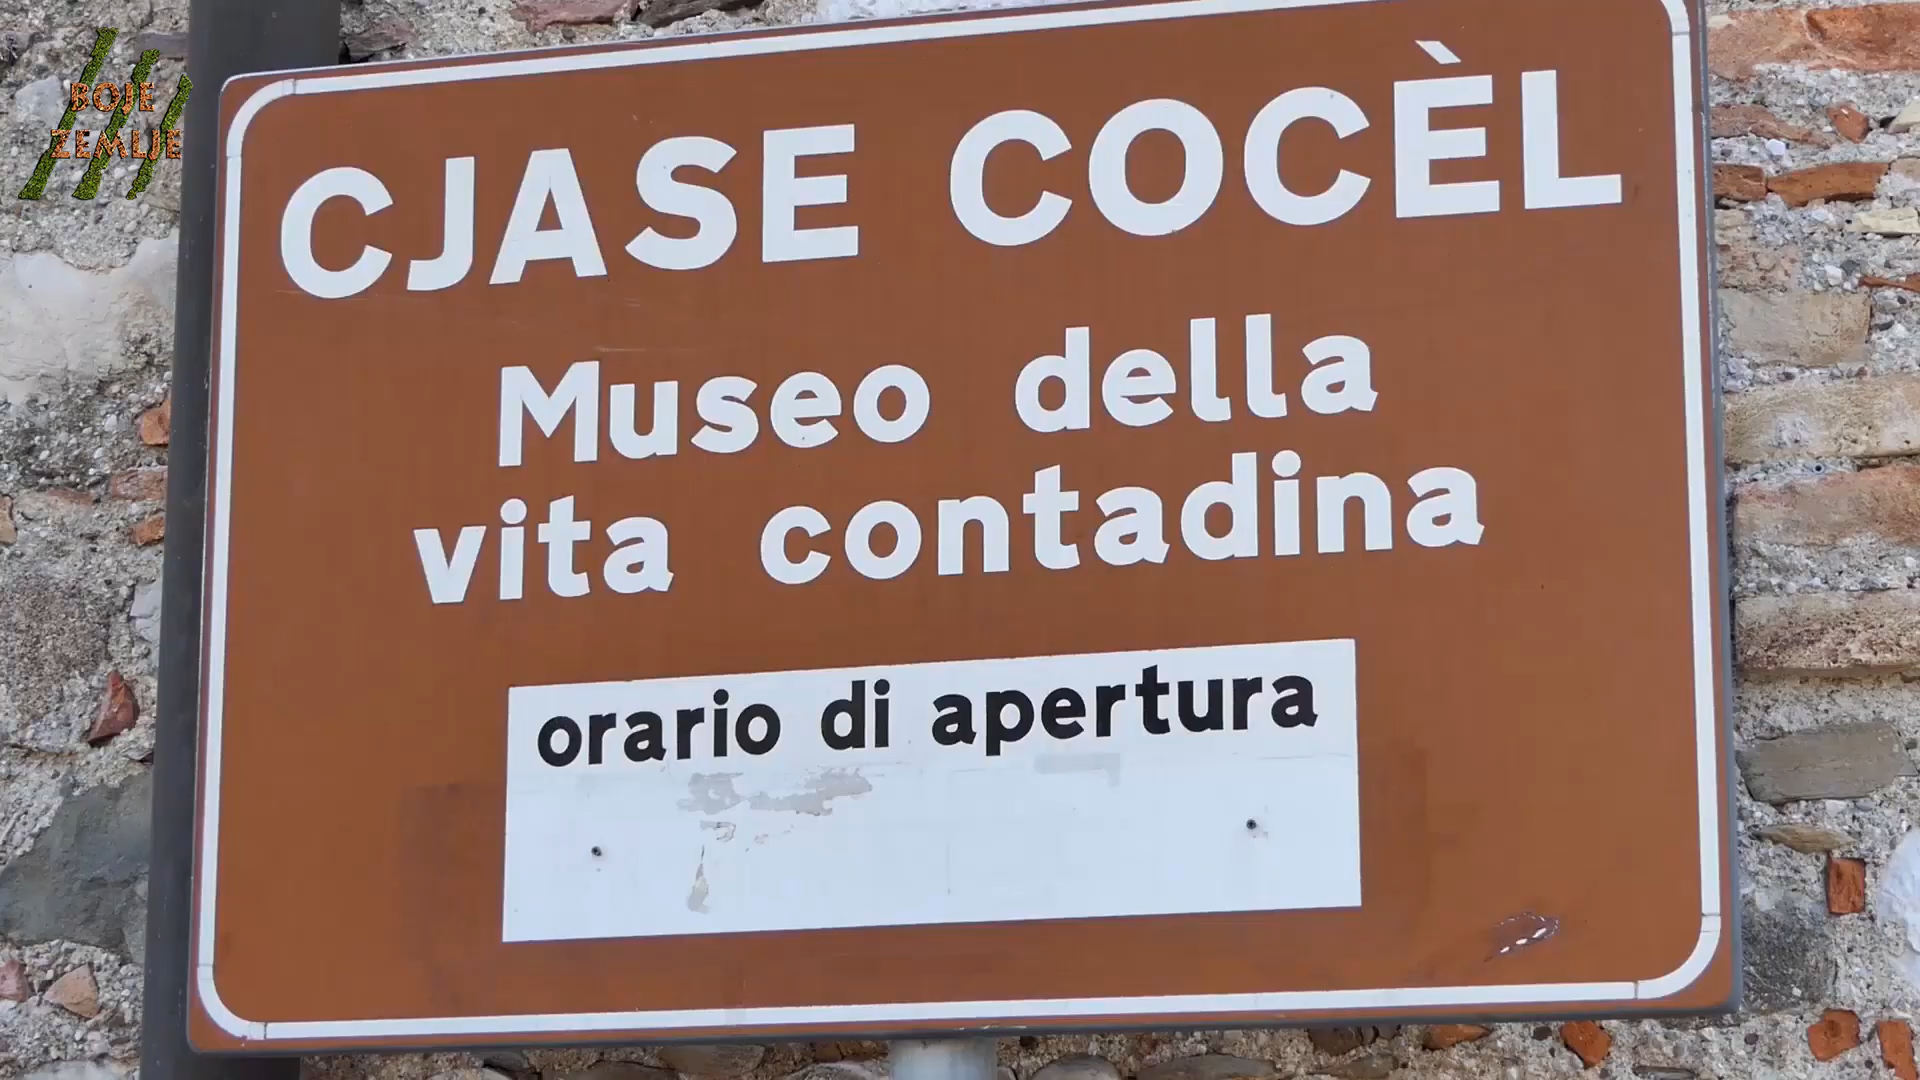 BOJE
ZEMLJE
CJASE COCÈL
Museo della
vita contadina
orario di apertura